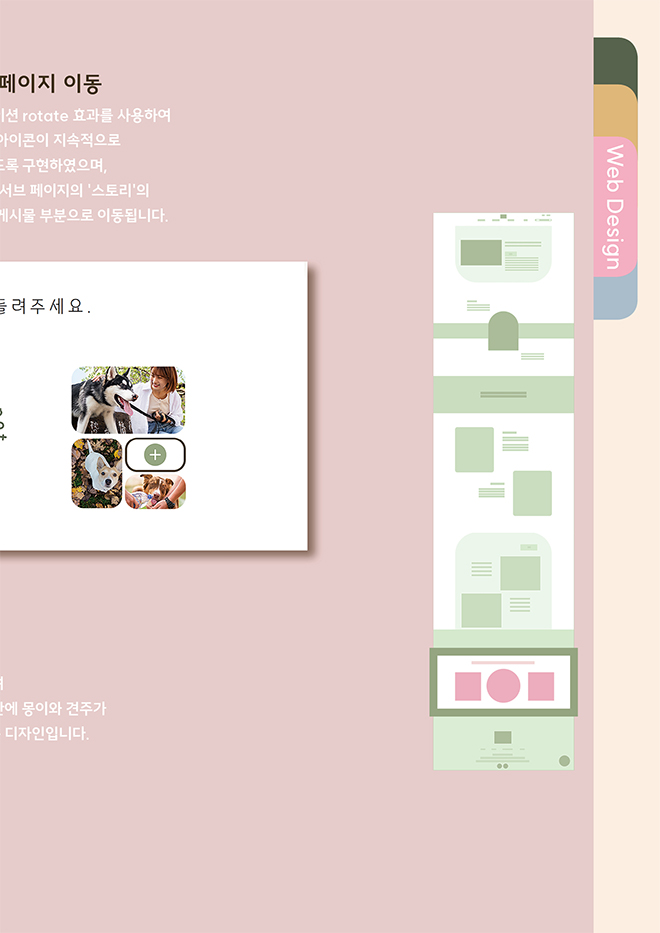 페이지 이동
이션 rotate 효과를 사용하여
아이콘이 지속적으로
도록 구현하였으며,
서브 페이지의 '스토리'의
게시물 부분으로 이동됩니다.
Web Design
들려주세요.
간에 몽이와 견주가
디자인입니다.